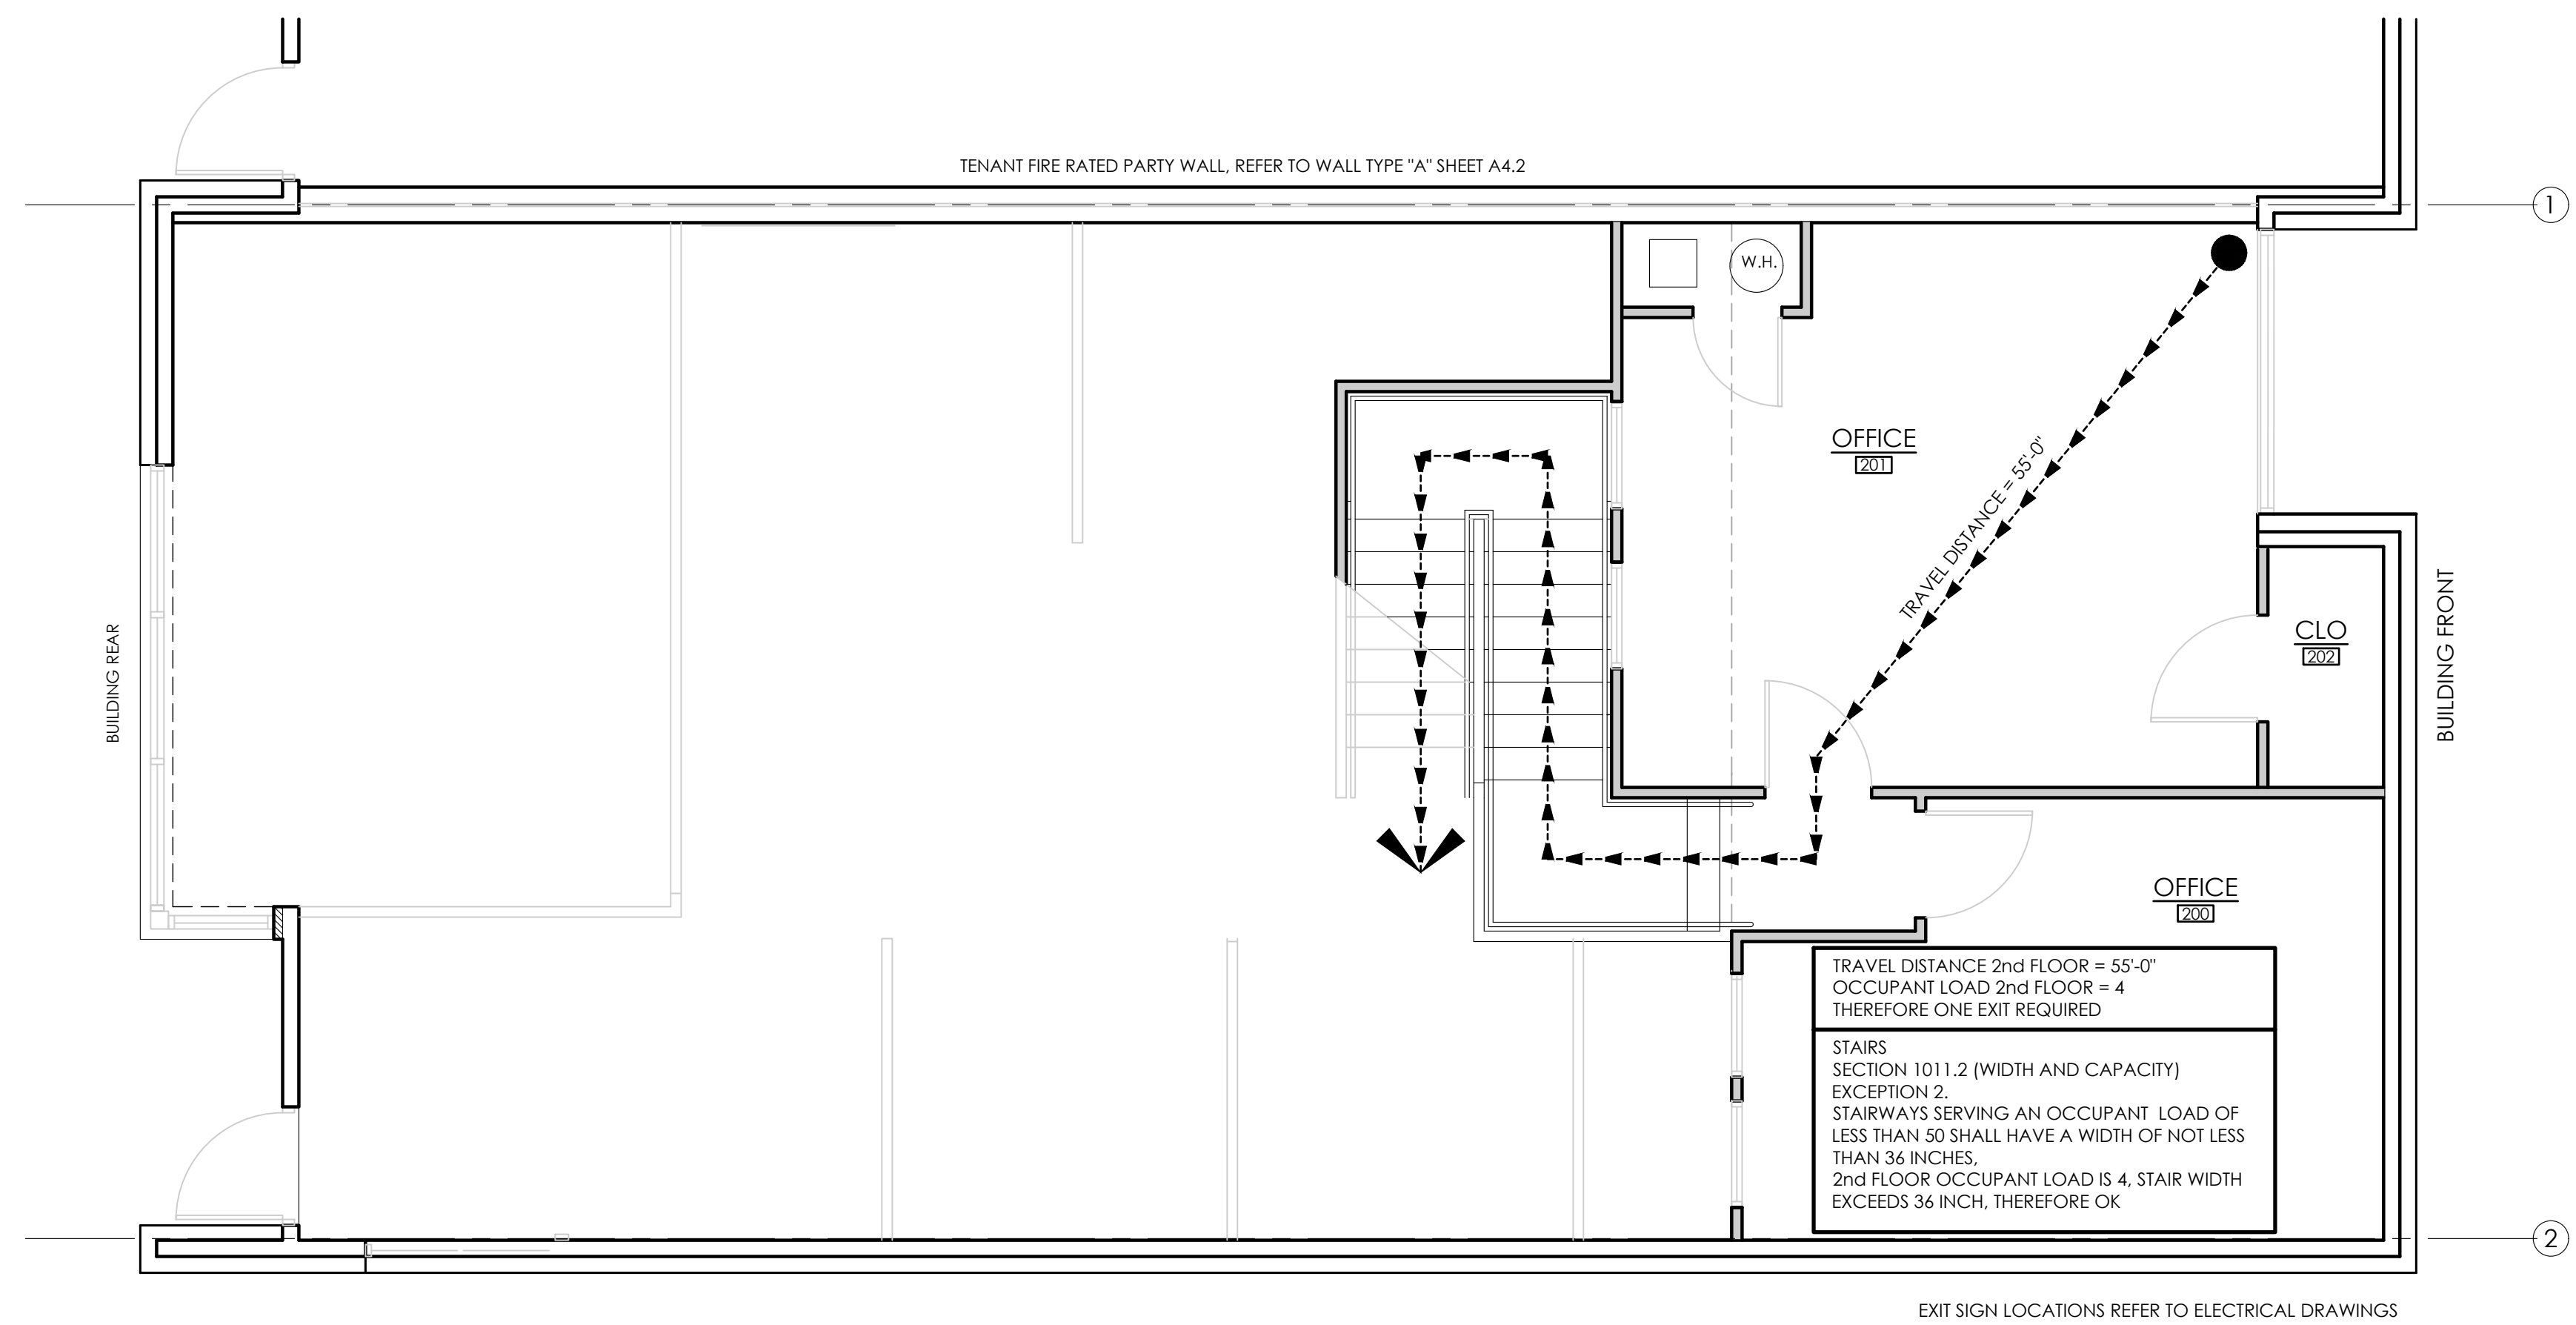 TENANT FIRE RATED PARTY WALL, REFER TO WALL TYPE "A" SHEET A4.2
1
W.H.
OFFICE
201
TRAVEL DISTANCE = 55'-0"
BUILDING REAR
CLO
202
BUILDING FRONT
OFFICE
200
TRAVEL DISTANCE 2nd FLOOR = 55'-0"
OCCUPANT LOAD 2nd FLOOR = 4
THEREFORE ONE EXIT REQUIRED
STAIRS
SECTION 1011.2 (WIDTH AND CAPACITY)
EXCEPTION 2.
STAIRWAYS SERVING AN OCCUPANT LOAD OF
LESS THAN 50 SHALL HAVE A WIDTH OF NOT LESS
THAN 36 INCHES,
2nd FLOOR OCCUPANT LOAD IS 4, STAIR WIDTH
EXCEEDS 36 INCH, THEREFORE OK
2
EXIT SIGN LOCATIONS REFER TO ELECTRICAL DRAWINGS